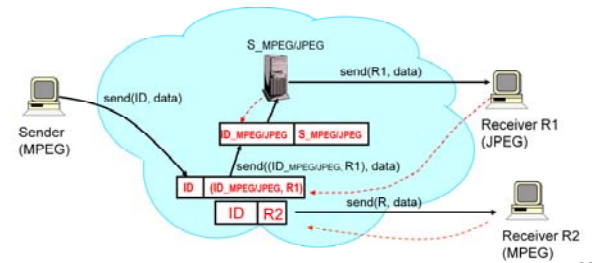 S_MPEG/JPEG
send(R1, data)
send(ID, data)
Sender
(MPEG)
ID_MPEG/JPEG S_MPEG/JPEG
Receiver R1
(JPEG)
send((ID_MPEG/JPEG, R1), data)
ID (ID_MPEG/JPEG, R1)
ID R2
send(R, data)
Receiver R2
(MPEG)